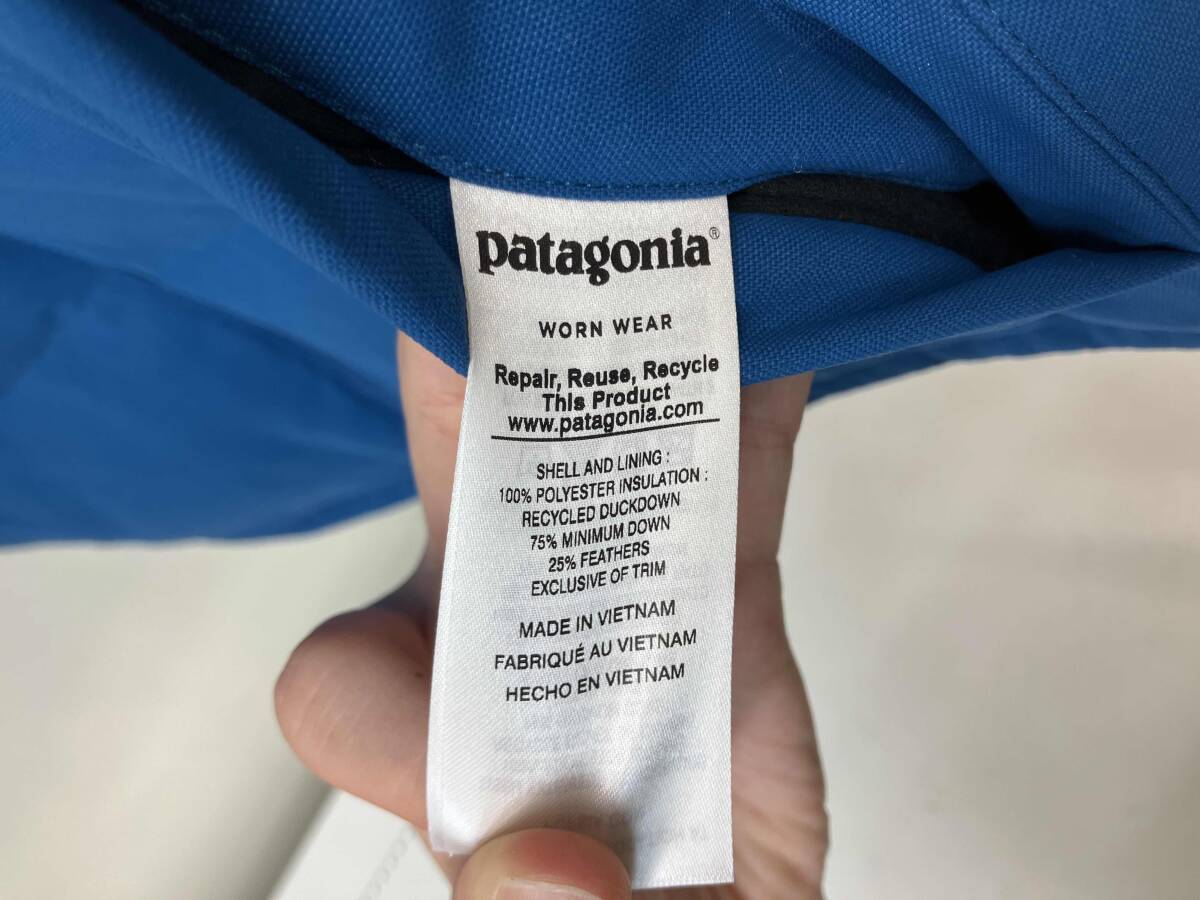 patagonia®
WORN WEAR
Repair, Reuse, Recycle
This Product
www.patagonia.com
SHELL AND LINING :
100% POLYESTER INSULATION :
RECYCLED DUCKDOWN
75% MINIMUM DOWN
25% FEATHERS
EXCLUSIVE OF TRIM
MADE IN VIETNAM
FABRIQUÉ AU VIETNAM
HECHO EN VIETNAM